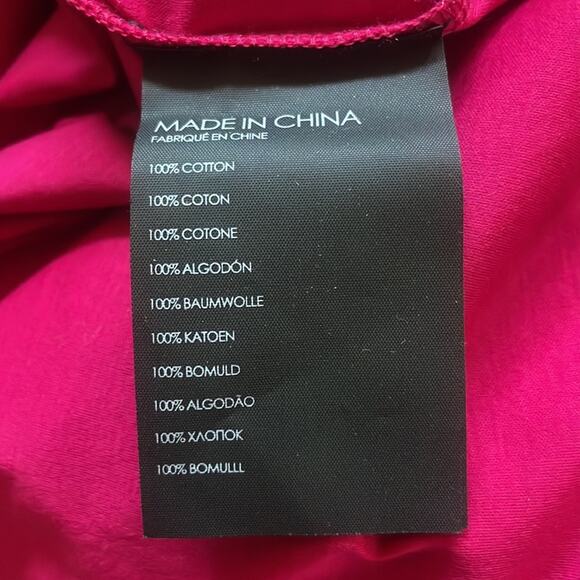 MADE IN CHINA
FABRIQUÉ EN CHINE
100% COTTON
100% COTON
100% COTONE
100% ALGODÓN
100% BAUMWOLLE
100% KATOEN
100% BOMULD
100% ALGODÃO
100% ХЛОПОК
100% BOMULLL